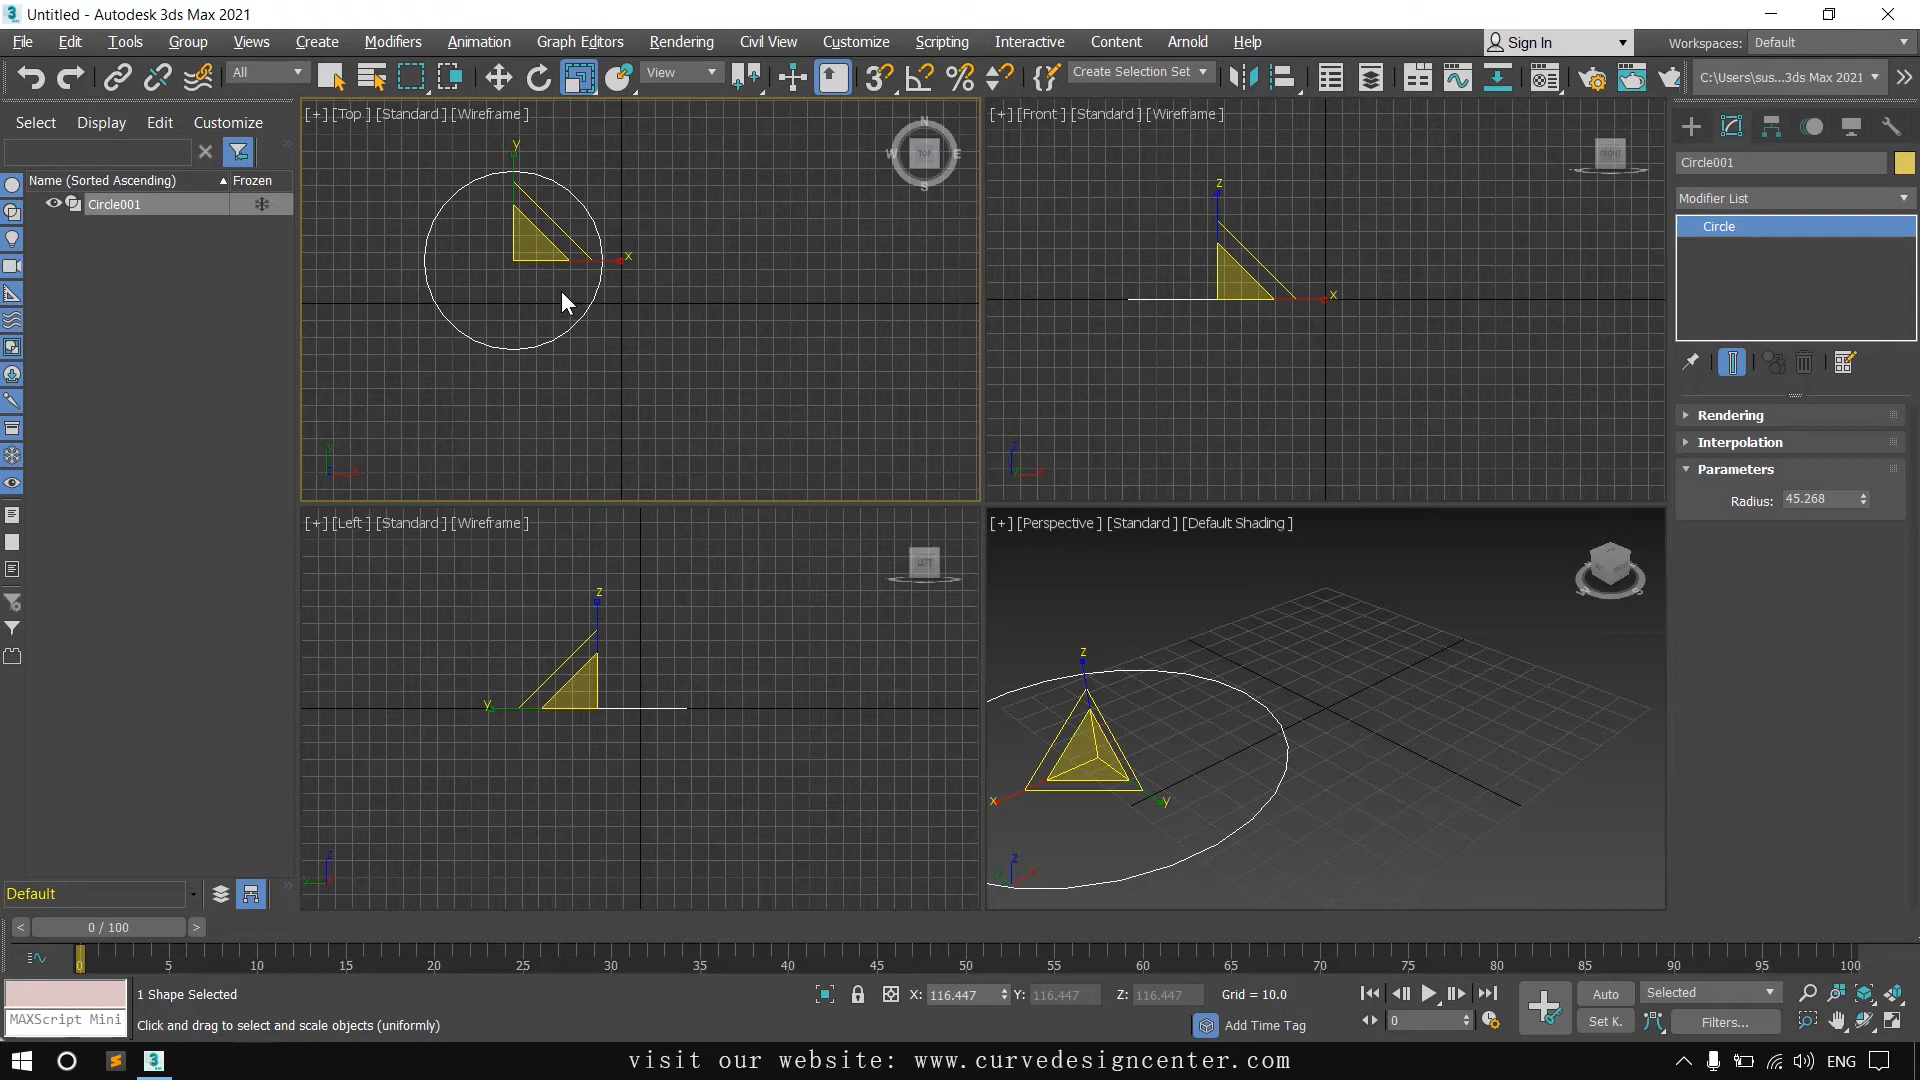 Untitled - Autodesk 3ds Max 2021
File Edit Tools Group Views Create Modifiers Animation Graph Editors Rendering Civil View Customize Scripting Interactive Content Arnold Help Sign In Workspaces: Default
All View Create Selection Set C:\Users\sus...3ds Max 2021
Select Display Edit Customize
Name (Sorted Ascending) Frozen
Circle001
[+] [Top ] [Standard ] [Wireframe ]
y
x
N
W TOP E
S
y
z x
[+] [Front ] [Standard ] [Wireframe ]
FRONT
z
x
z
y x
[+] [Left ] [Standard ] [Wireframe ]
LEFT
z
y
z
y x
[+] [Perspective ] [Standard ] [Default Shading ]
z
x y
z
y x
Circle001
Modifier List
Circle
Rendering
Interpolation
Parameters
Radius: 45.268
Default
< 0 / 100 >
0 5 10 15 20 25 30 35 40 45 50 55 60 65 70 75 80 85 90 95 100
1 Shape Selected X: 116.447 Y: 116.447 Z: 116.447 Grid = 10.0 Auto Selected
MAXScript Mini Click and drag to select and scale objects (uniformly) Add Time Tag 0 Set K. Filters...
visit our website: www.curvedesigncenter.com ENG